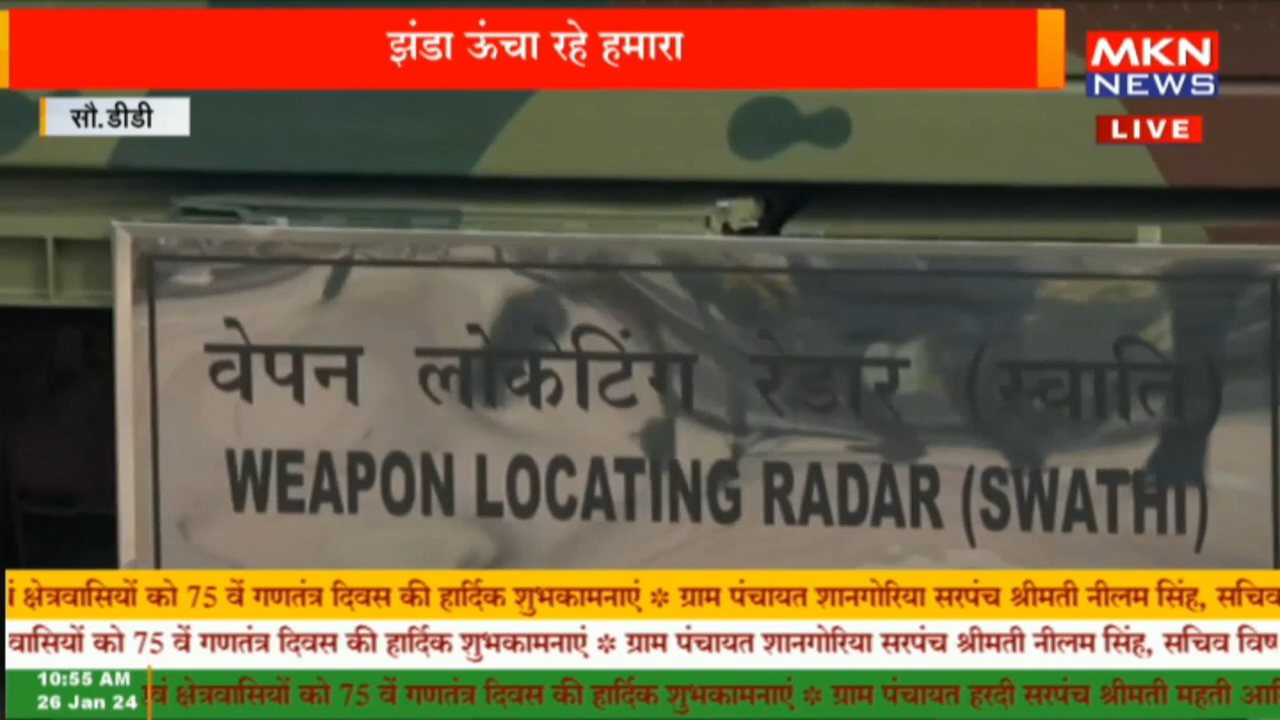 झंडा ऊंचा रहे हमारा
MKN
NEWS
LIVE
सौ.डीडी
वेपन लोकेटिंग रेडार (स्वाति)
WEAPON LOCATING RADAR (SWATHI)
क्षेत्रवासियों को 75 वें गणतंत्र दिवस की हार्दिक शुभकामनाएं * ग्राम पंचायत शानगोरिया सरपंच श्रीमती नीलम सिंह,
वासियों को 75 वें गणतंत्र दिवस की हार्दिक शुभकामनाएं * ग्राम पंचायत शानगोरिया सरपंच श्रीमती नीलम सिंह, सचिव
10:55 AM
26 Jan 24
क्षेत्रवासियों को 75 वें गणतंत्र दिवस की हार्दिक शुभकामनाएं * ग्राम पंचायत हरदी सरपंच श्रीमती महती